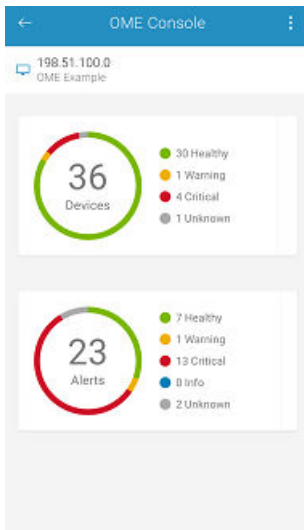 OME Console
198.51.100.0
OME Example
36
Devices
30 Healthy
1 Warning
4 Critical
1 Unknown
23
Alerts
7 Healthy
1 Warning
13 Critical
0 Info
2 Unknown